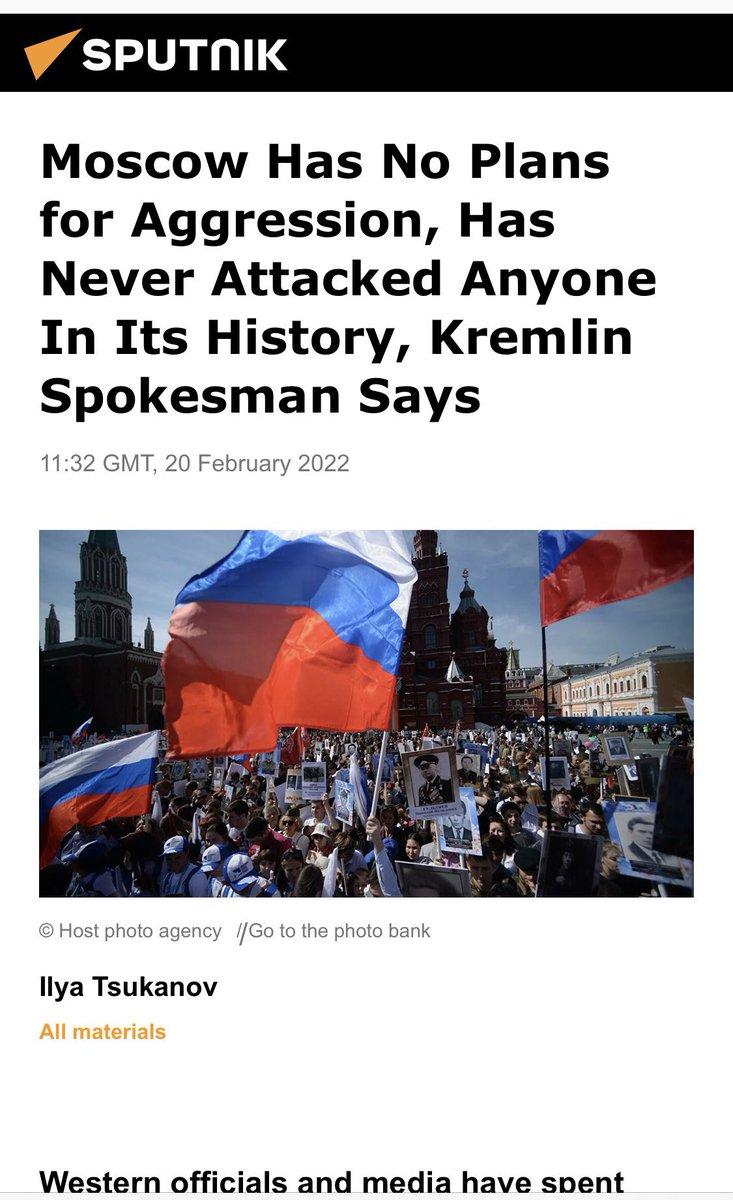 SPUTNIK
Moscow Has No Plans
for Aggression, Has
Never Attacked Anyone
In Its History, Kremlin
Spokesman Says
11:32 GMT, 20 February 2022
© Host photo agency //Go to the photo bank
Ilya Tsukanov
All materials
Western officials and media have spent